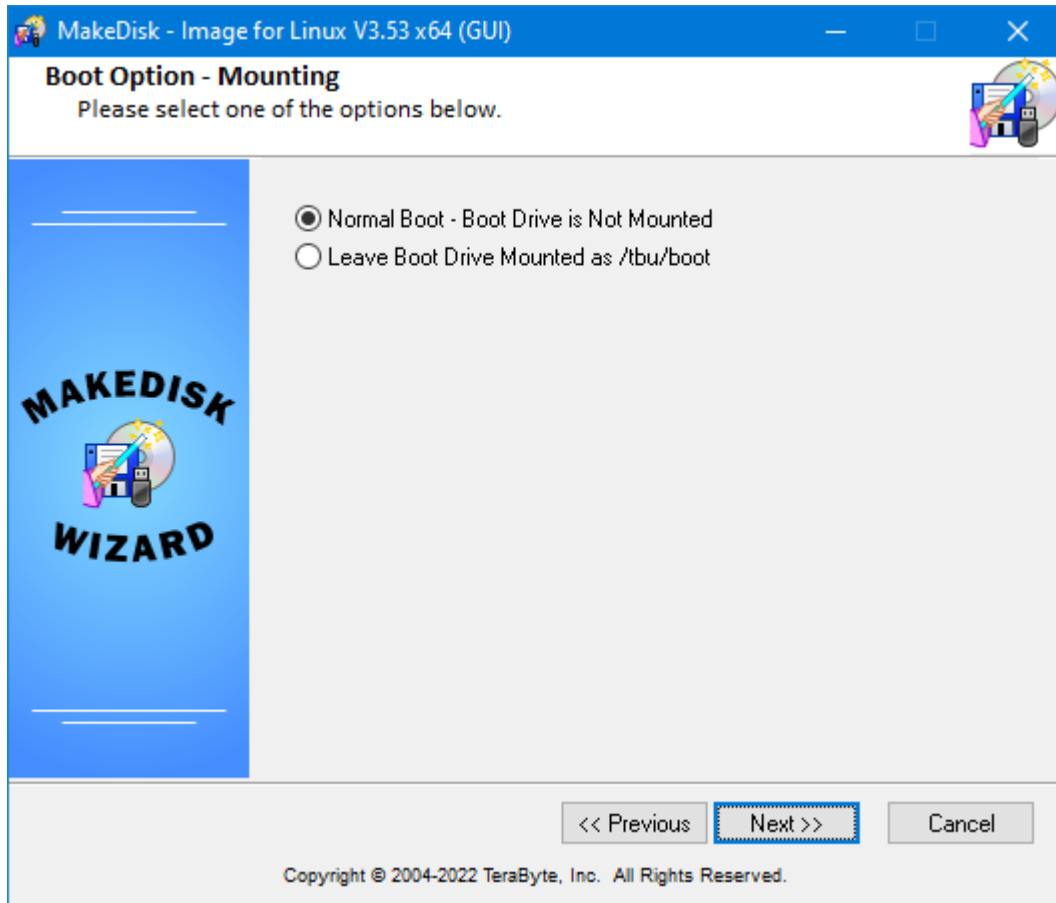 MakeDisk - Image for Linux V3.53 x64 (GUI)
Boot Option - Mounting
Please select one of the options below.
Normal Boot - Boot Drive is Not Mounted
Leave Boot Drive Mounted as /tbu/boot
MAKEDISK
WIZARD
<< Previous
Next >>
Cancel
Copyright © 2004-2022 TeraByte, Inc. All Rights Reserved.